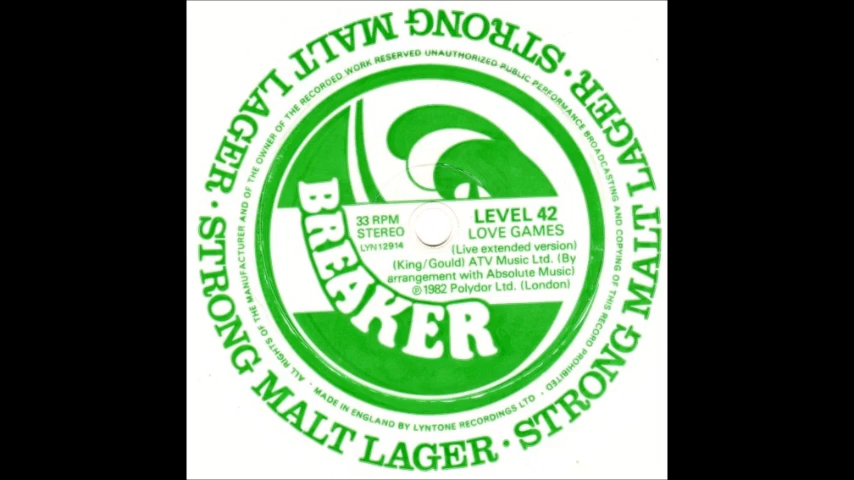 STRONG MALT LAGER · STRONG MALT LAGER · STRONG MALT LAGER · STRONG MALT LAGER ·
ALL RIGHTS OF THE MANUFACTURER AND OF THE OWNER OF THE RECORDED WORK RESERVED UNAUTHORIZED PUBLIC PERFORMANCE BROADCASTING AND COPYING OF THIS RECORD PROHIBITED
· MADE IN ENGLAND BY LYNTONE RECORDINGS LTD ·
BREAKER
33 RPM
STEREO
LYN 12914
LEVEL 42
LOVE GAMES
(Live extended version)
(King/Gould) ATV Music Ltd. (By
arrangement with Absolute Music)
℗ 1982 Polydor Ltd. (London)